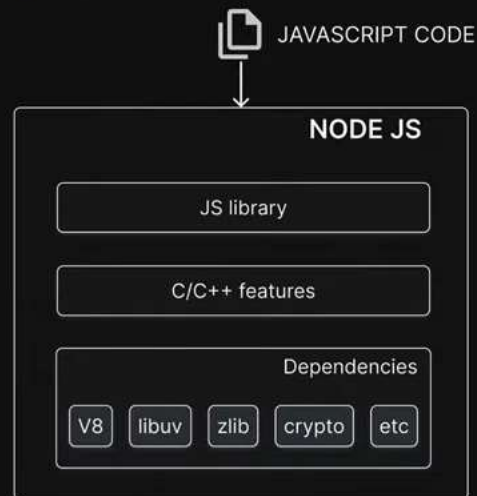 JAVASCRIPT CODE
NODE JS
JS library
C/C++ features
Dependencies
V8 libuv zlib crypto etc